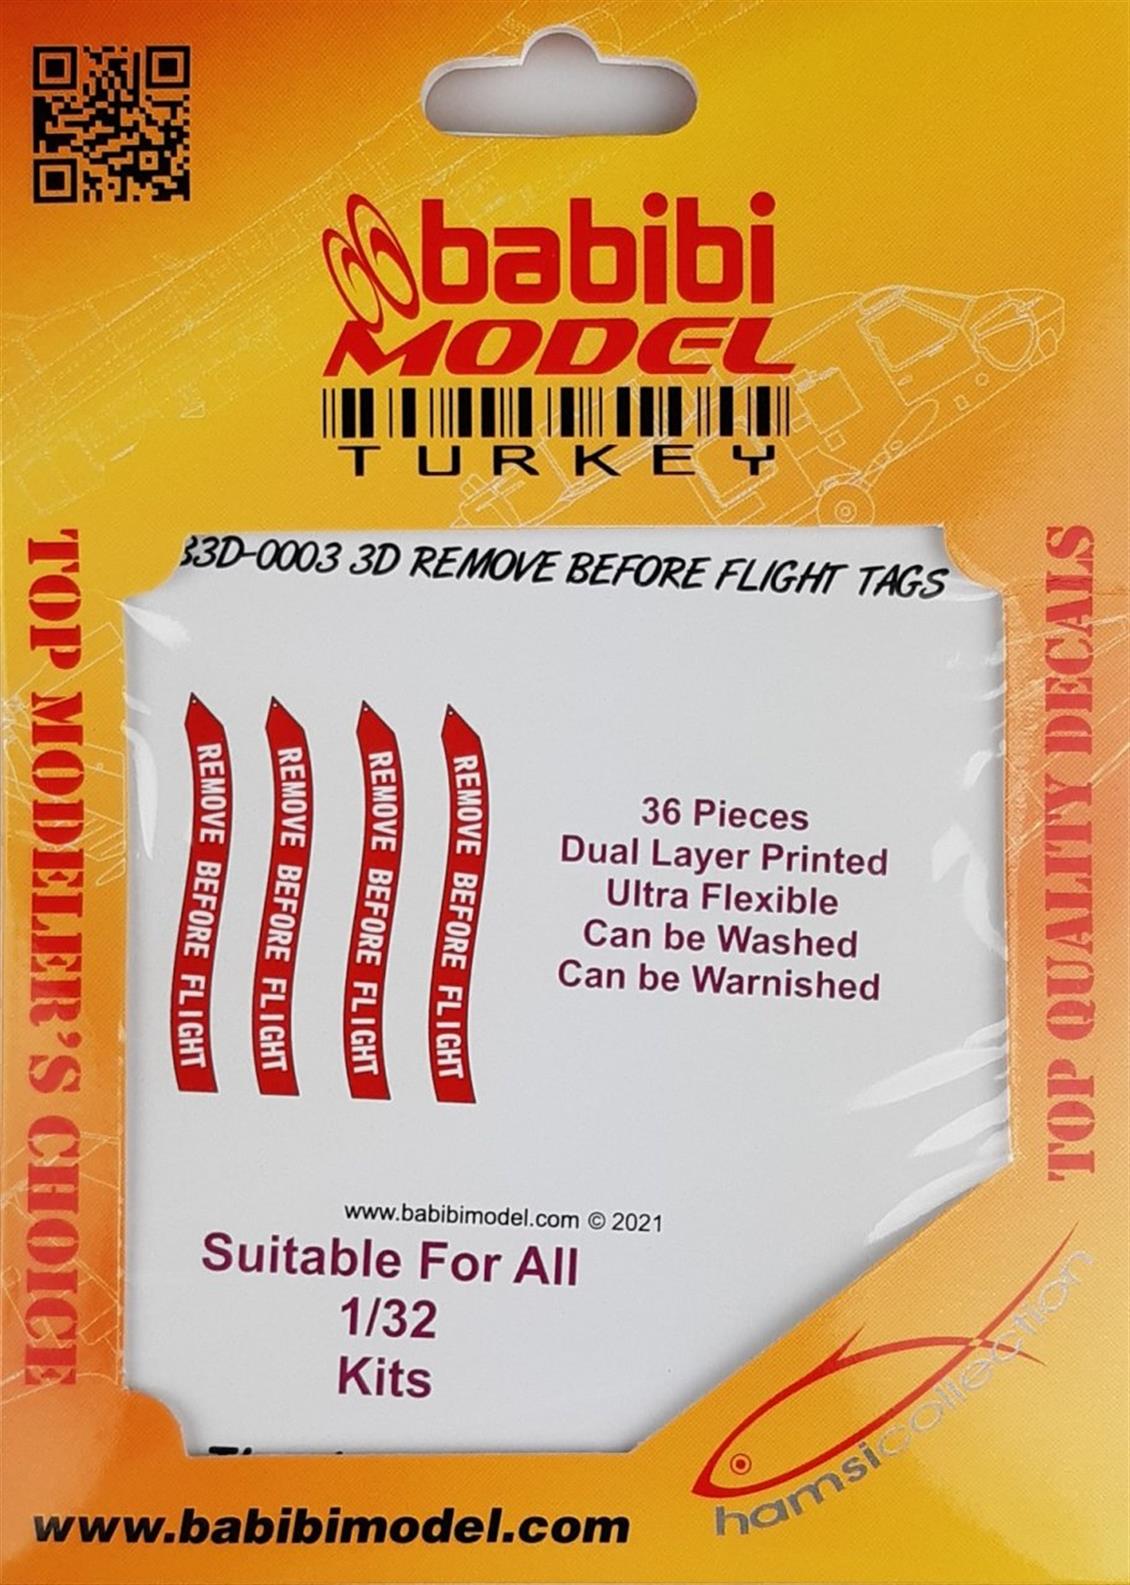 babibi
MODEL
TURKEY
33D-0003 3D REMOVE BEFORE FLIGHT TAGS
TOP MODELER'S CHOICE
TOP QUALITY DECALS
REMOVE BEFORE FLIGHT
REMOVE BEFORE FLIGHT
REMOVE BEFORE FLIGHT
REMOVE BEFORE FLIGHT
36 Pieces
Dual Layer Printed
Ultra Flexible
Can be Washed
Can be Warnished
www.babibimodel.com © 2021
Suitable For All
1/32
Kits
hamsicollection
www.babibimodel.com